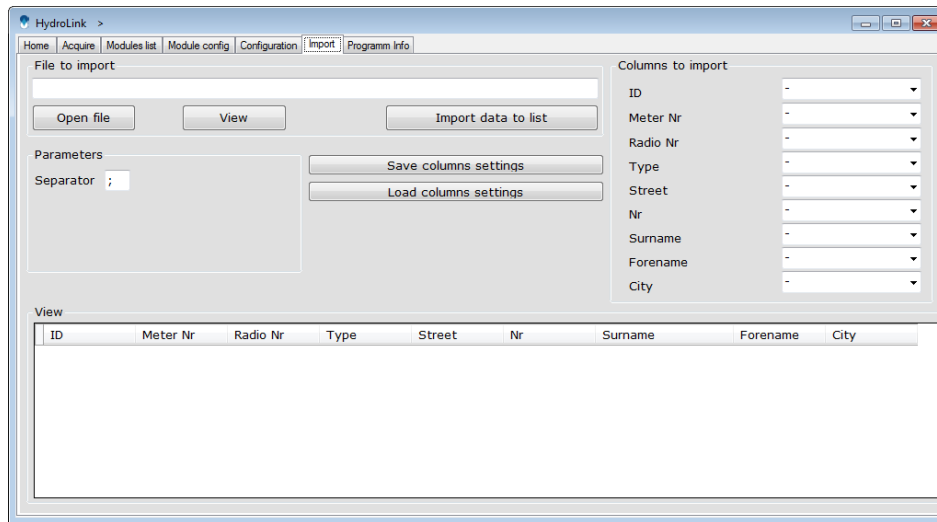 HydroLink >
Home Acquire Modules list Module config Configuration Import Programm Info
File to import
Open file View Import data to list
Parameters
Separator ;
Save columns settings
Load columns settings
Columns to import
ID -
Meter Nr -
Radio Nr -
Type -
Street -
Nr -
Surname -
Forename -
City -
View
ID Meter Nr Radio Nr Type Street Nr Surname Forename City